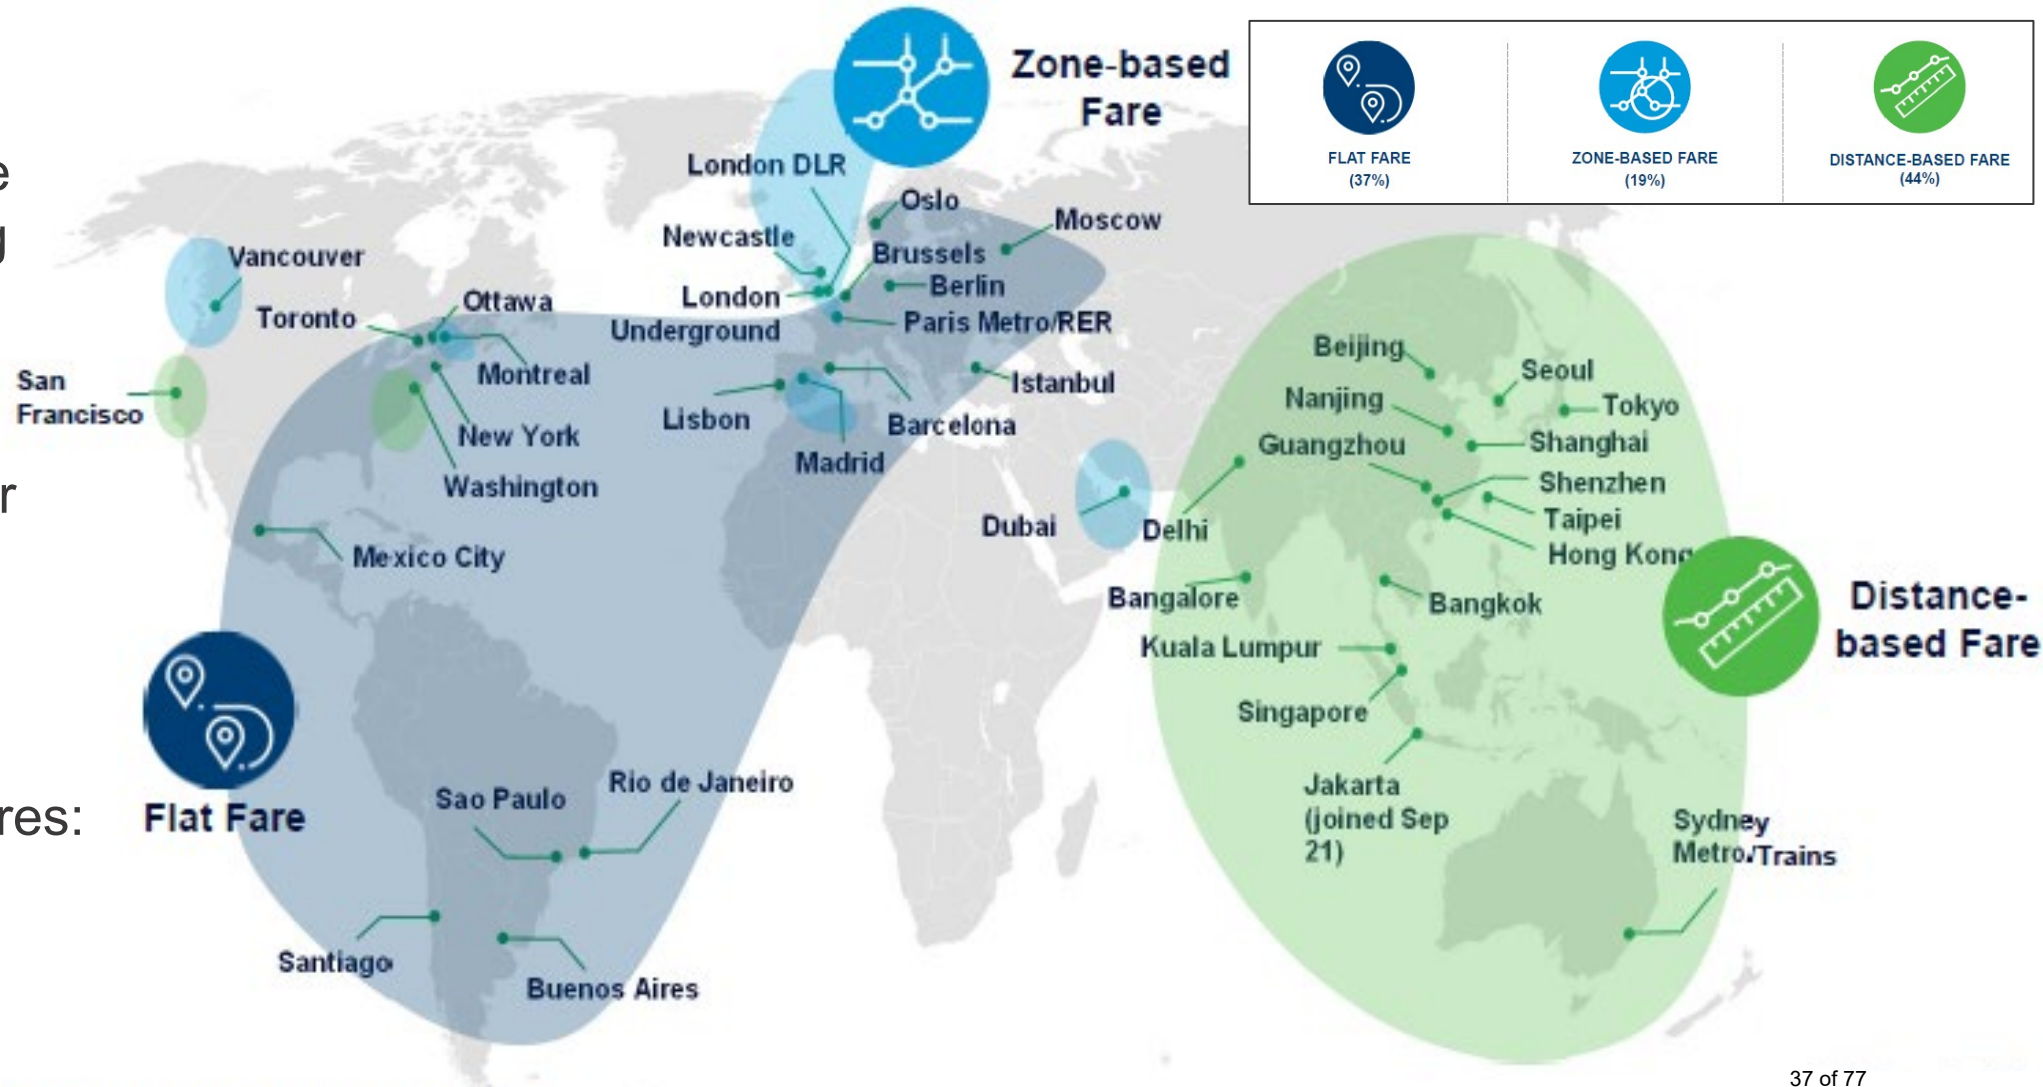 e
g
r
res:
Zone-based
Fare
FLAT FARE
(37%)
ZONE-BASED FARE
(19%)
DISTANCE-BASED FARE
(44%)
London DLR
Oslo
Moscow
Newcastle
Brussels
Vancouver
Berlin
London
Underground
Ottawa
Toronto
Paris Metro/RER
Montreal
San
Francisco
Istanbul
Lisbon
Barcelona
New York
Madrid
Washington
Mexico City
Dubai
Delhi
Beijing
Seoul
Nanjing
Tokyo
Guangzhou
Shanghai
Shenzhen
Taipei
Hong Kong
Bangalore
Bangkok
Kuala Lumpur
Singapore
Distance-
based Fare
Jakarta
(joined Sep
21)
Sydney
Metro/Trains
Flat Fare
Sao Paulo
Rio de Janeiro
Santiago
Buenos Aires
37 of 77